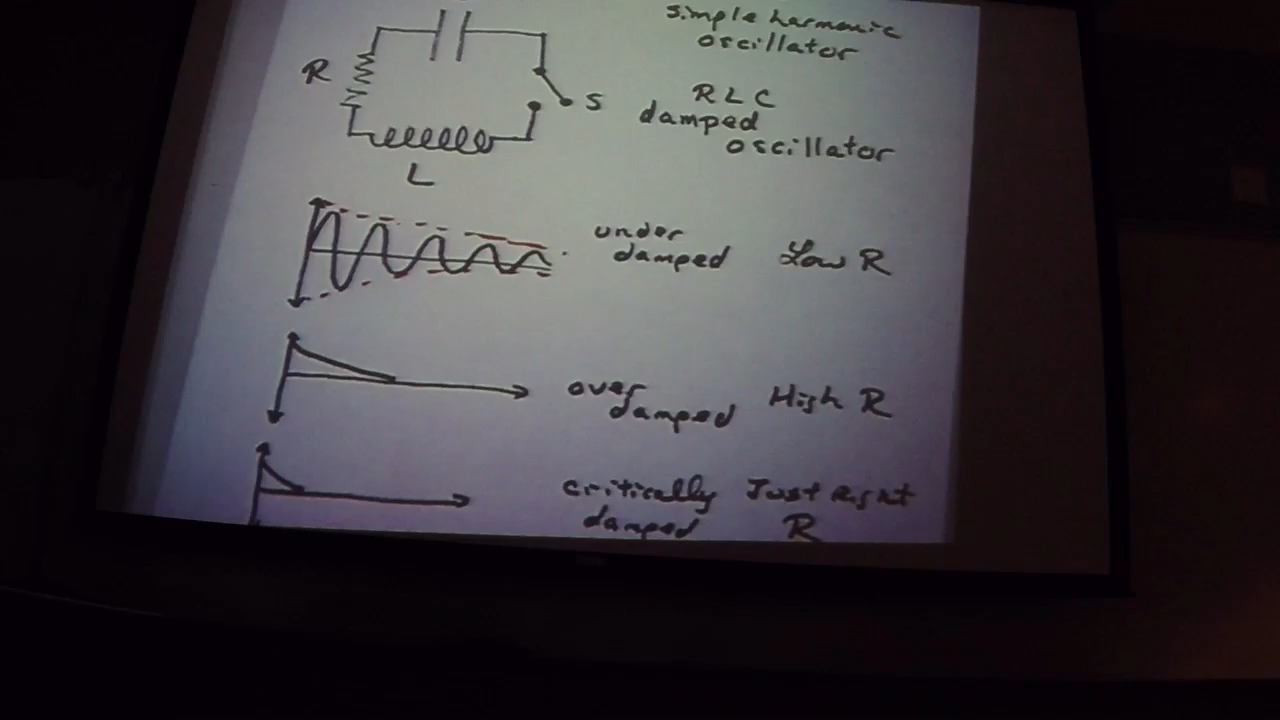 simple harmonic
oscillator
R
S
RLC
damped
oscillator
L
under
damped
Low R
over
damped
High R
critically
damped
Just Right
R